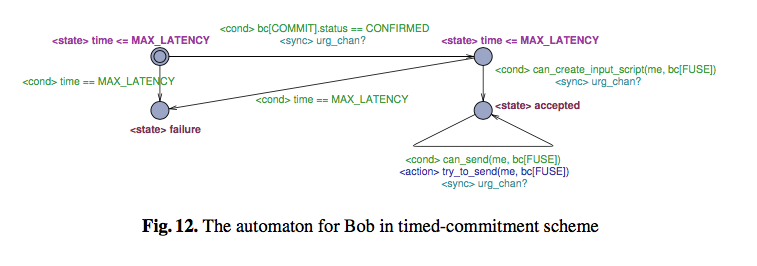 <cond> bc[COMMIT].status == CONFIRMED
<state> time <= MAX_LATENCY
<sync> urg_chan?
<state> time <= MAX_LATENCY
<cond> time == MAX_LATENCY
<cond> can_create_input_script(me, bc[FUSE])
<sync> urg_chan?
<cond> time == MAX_LATENCY
<state> accepted
<state> failure
<cond> can_send(me, bc[FUSE])
<action> try_to_send(me, bc[FUSE])
<sync> urg_chan?
Fig. 12. The automaton for Bob in timed-commitment scheme